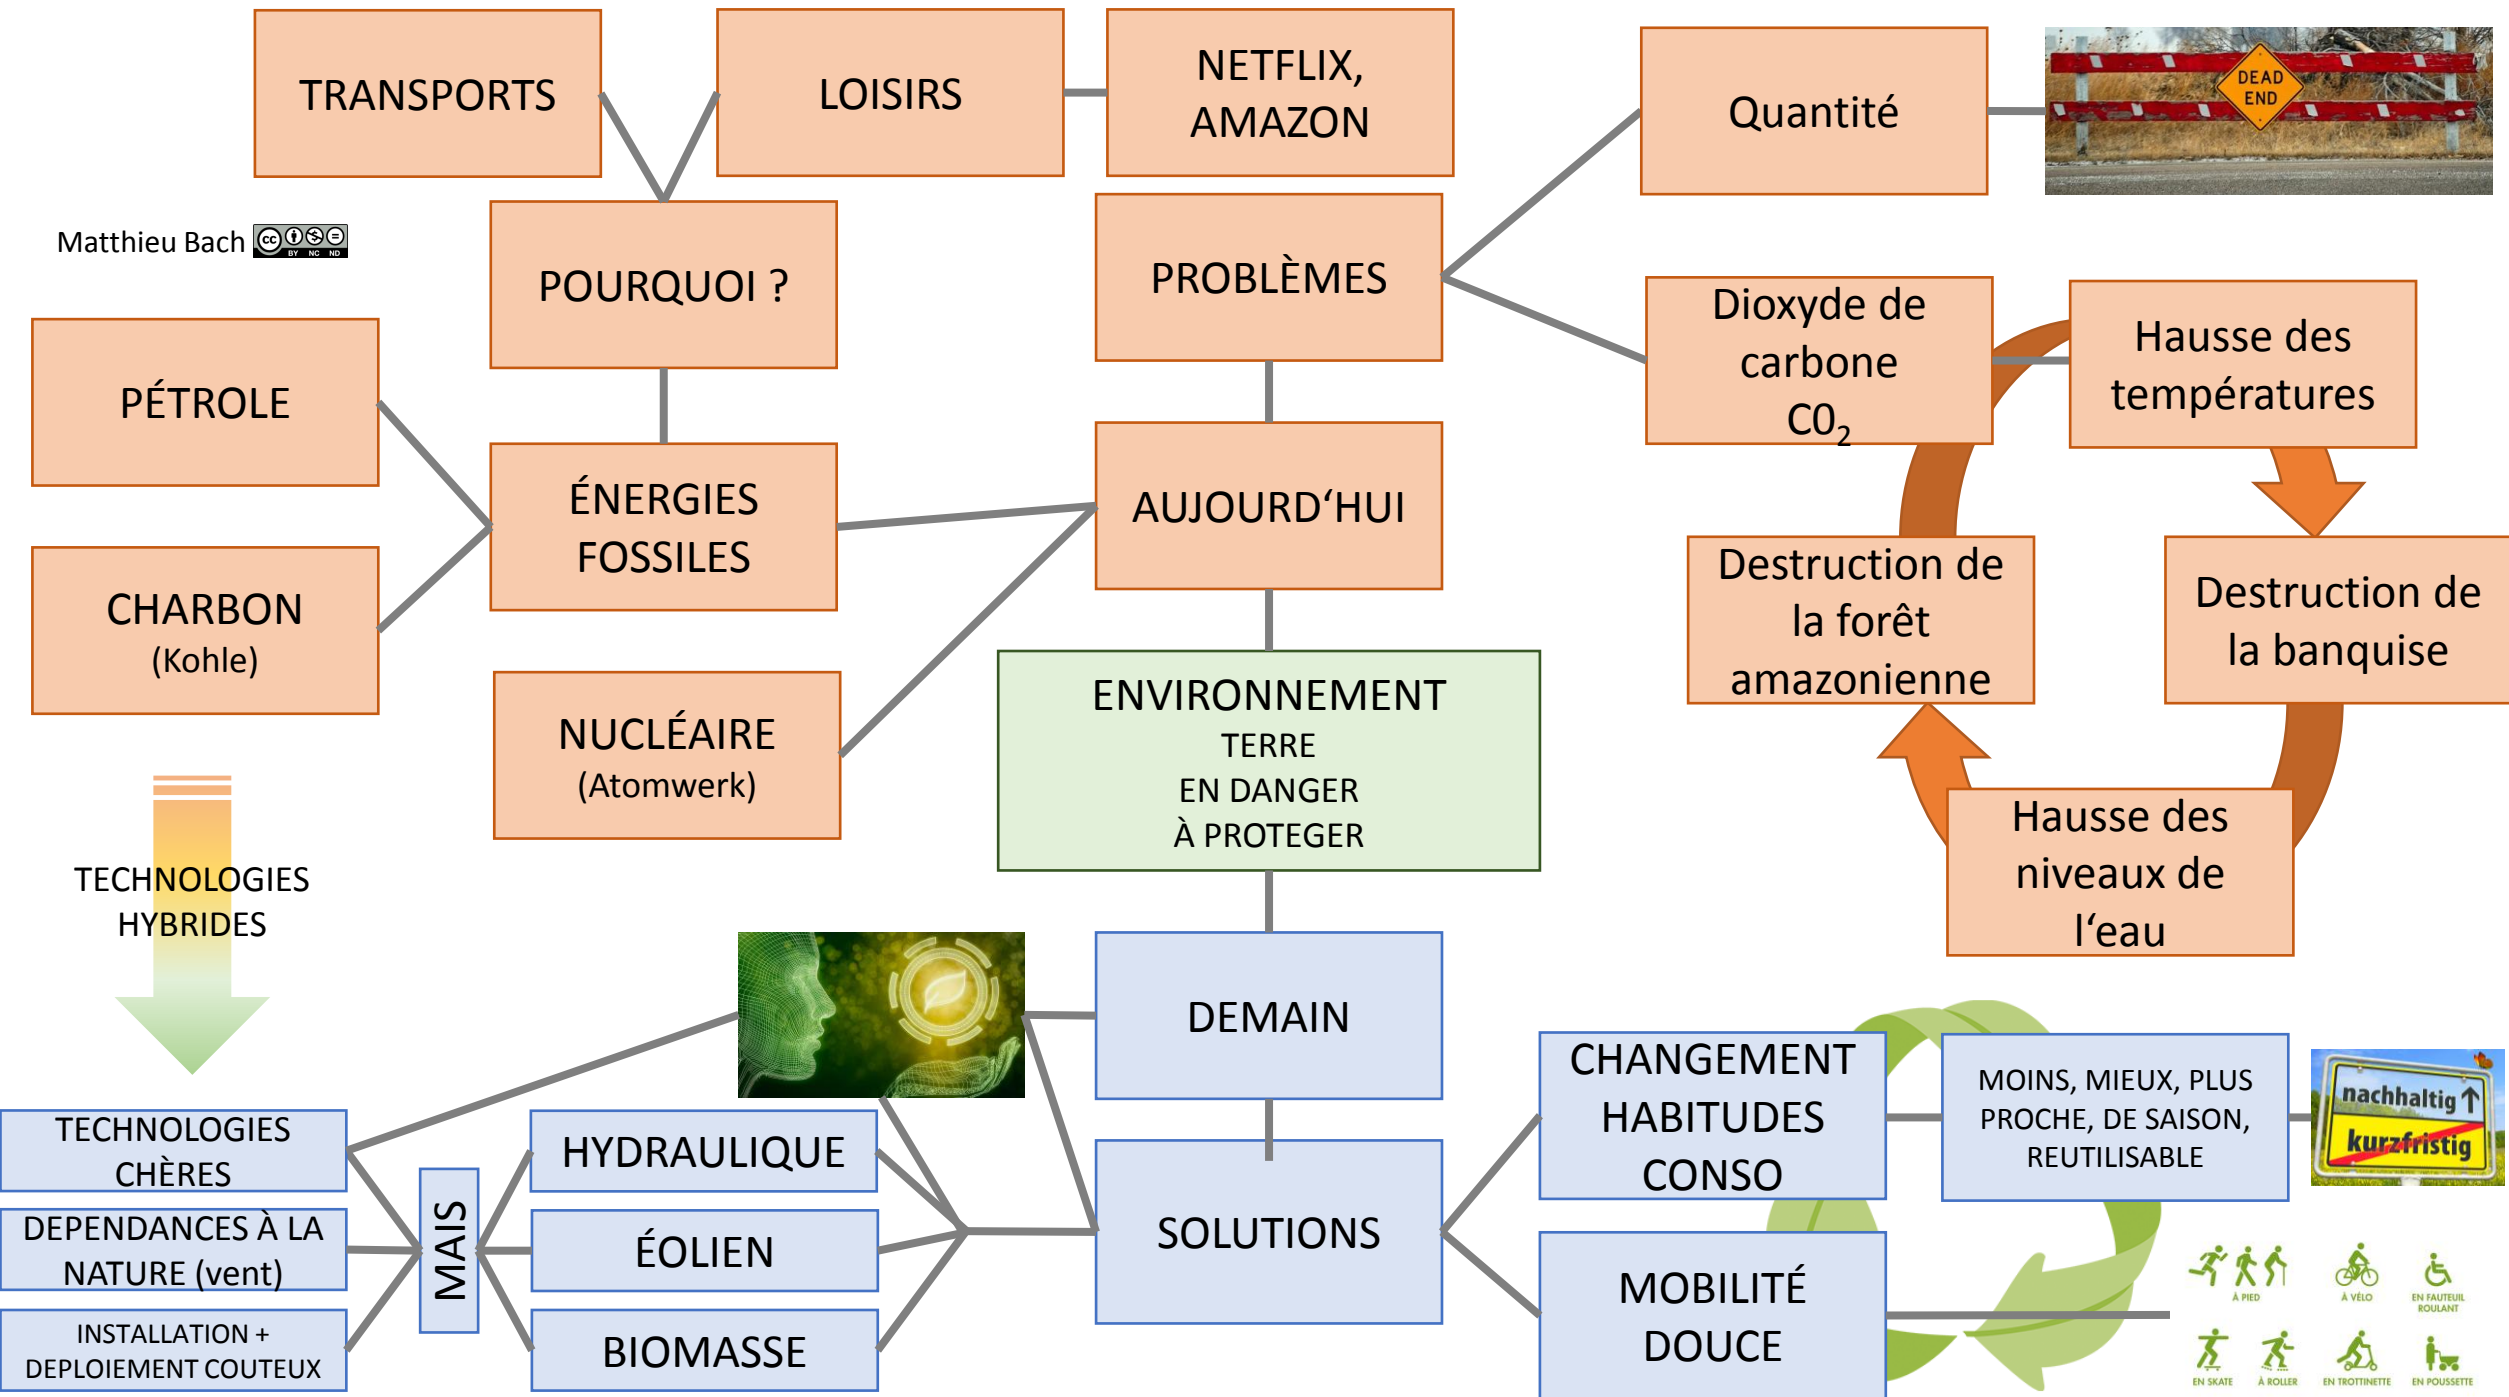 TRANSPORTS
LOISIRS
NETFLIX,
AMAZON
Quantité
DEAD
END
Matthieu Bach
cc
BY NC ND
POURQUOI ?
PROBLÈMES
Dioxyde de
carbone
C0₂
Hausse des
températures
PÉTROLE
ÉNERGIES
FOSSILES
AUJOURD‘HUI
CHARBON
(Kohle)
Destruction de
la forêt
amazonienne
Destruction de
la banquise
NUCLÉAIRE
(Atomwerk)
ENVIRONNEMENT
TERRE
EN DANGER
À PROTEGER
Hausse des
niveaux de
l‘eau
TECHNOLOGIES
HYBRIDES
DEMAIN
CHANGEMENT
HABITUDES
CONSO
MOINS, MIEUX, PLUS
PROCHE, DE SAISON,
REUTILISABLE
nachhaltig
kurzfristig
TECHNOLOGIES
CHÈRES
DEPENDANCES À LA
NATURE (vent)
INSTALLATION +
DEPLOIEMENT COUTEUX
MAIS
HYDRAULIQUE
ÉOLIEN
BIOMASSE
SOLUTIONS
MOBILITÉ
DOUCE
À PIED
À VÉLO
EN FAUTEUIL
ROULANT
EN SKATE
À ROLLER
EN TROTTINETTE
EN POUSSETTE